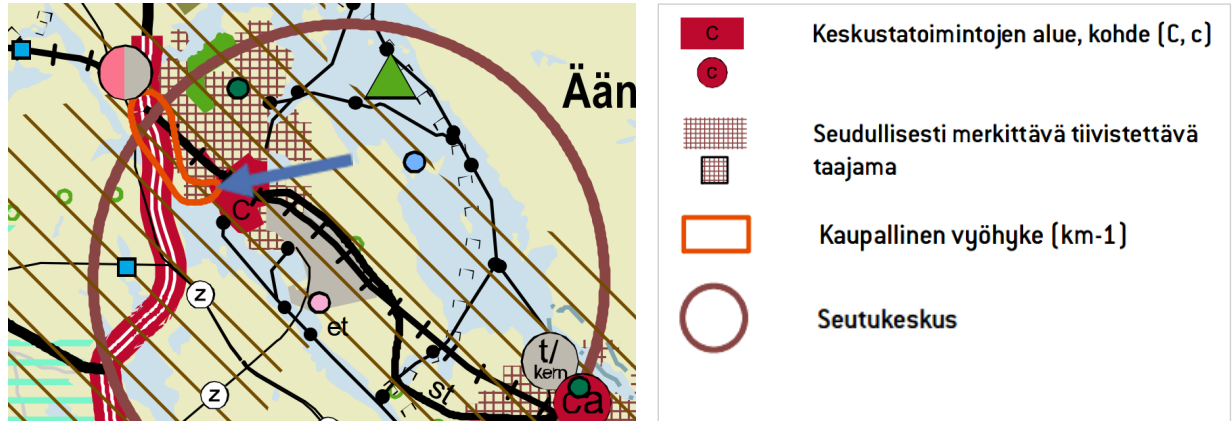 Ään
C
z
et
z
t/
kem
st
ca
C
Keskustatoimintojen alue, kohde (C, c)
c
Seudullisesti merkittävä tiivistettävä
taajama
Kaupallinen vyöhyke (km-1)
Seutukeskus